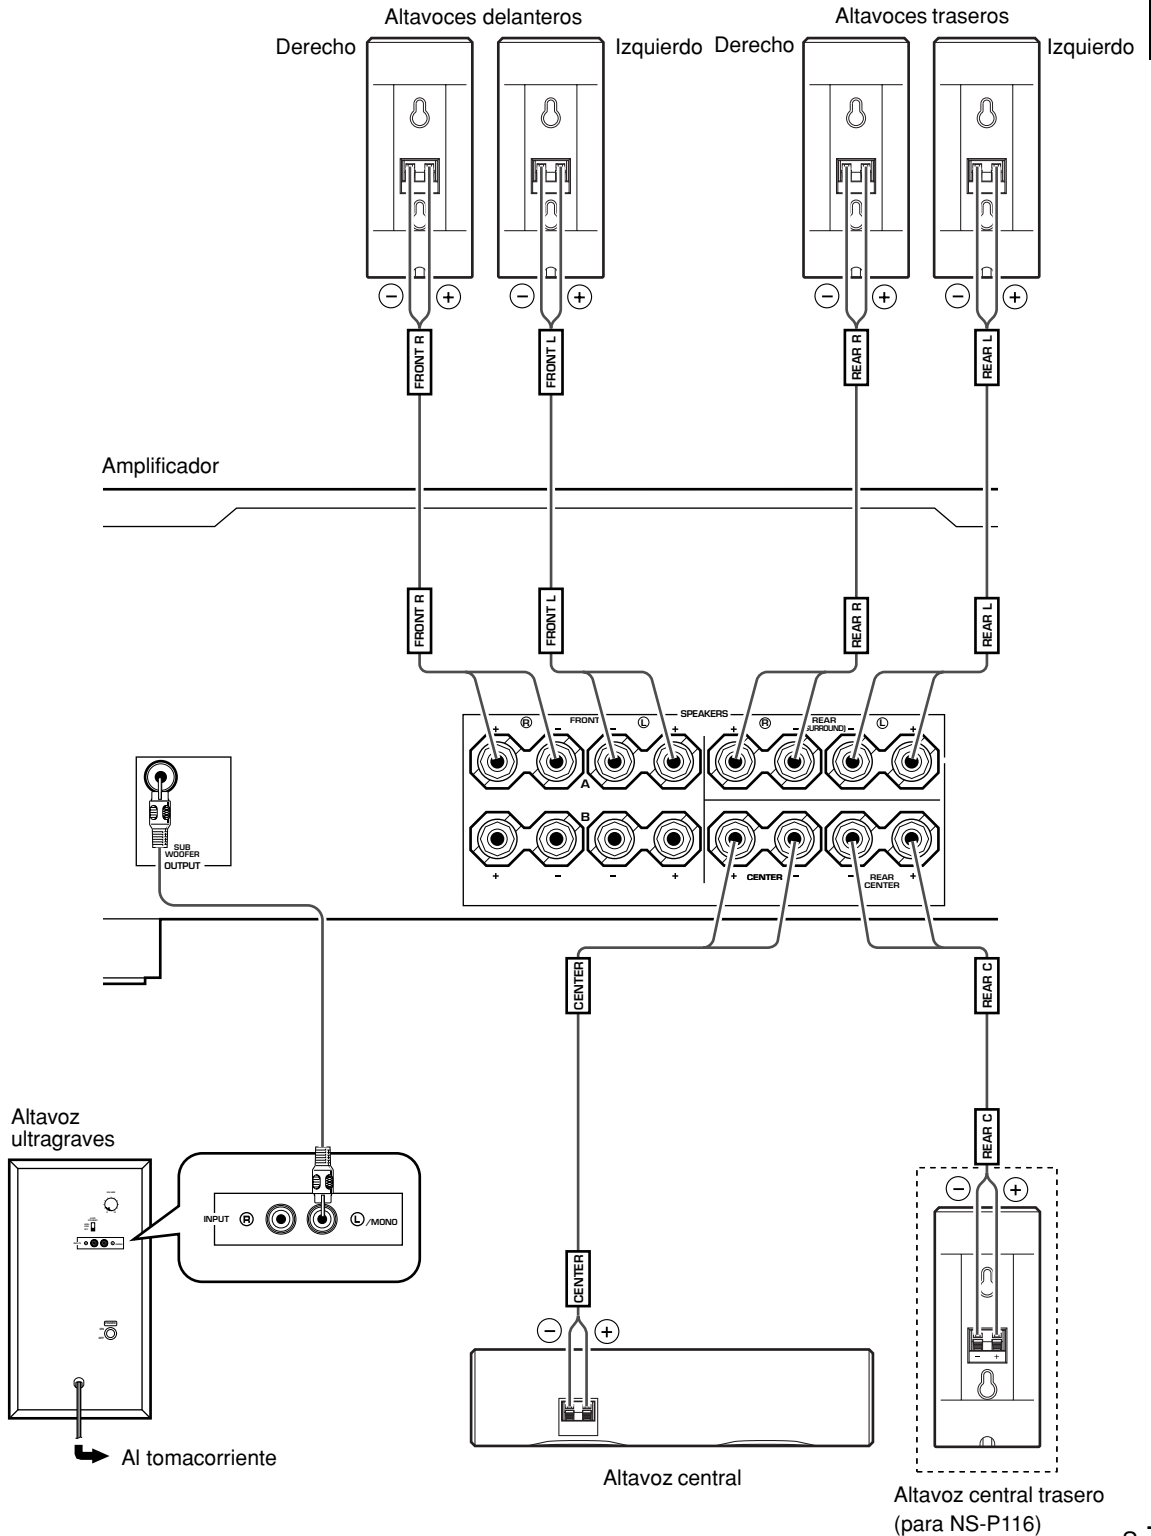 Altavoces delanteros
Altavoces traseros
Derecho
Izquierdo
Derecho
Izquierdo
− +
− +
− +
− +
FRONT R
FRONT L
REAR R
REAR L
Amplificador
FRONT R
FRONT L
REAR R
REAR L
SPEAKERS
+ R − FRONT − L +
+ R − REAR − L +
(SURROUND)
A
B
+ − − +
+ CENTER − − REAR CENTER +
SUB
WOOFER
OUTPUT
CENTER
REAR C
REAR C
Altavoz
ultragraves
INPUT R L /MONO
CENTER
− +
− +
− +
Al tomacorriente
Altavoz central
Altavoz central trasero
(para NS-P116)